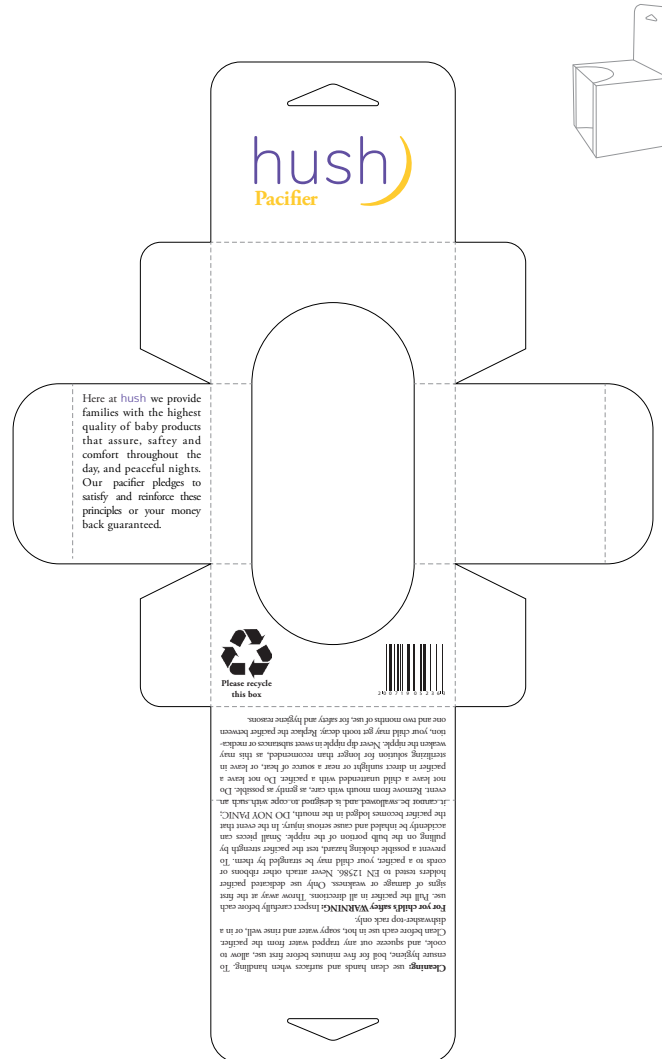 hush
Pacifier
Here at hush we provide
families with the highest
quality of baby products
that assure, saftey and
comfort throughout the
day, and peaceful nights.
Our pacifier pledges to
satisfy and reinforce these
principles or your money
back guaranteed.
Please recycle
this box
Cleaning: use clean hands and surfaces when handling. To
ensure hygiene, boil for five minutes before first use, allow to
coole, and squeeze out any trapped water from the pacifier.
Clean before each use in hot, soapy water and rinse well, or in a
dishwasher-top rack only.
For yor child's saftey WARNING: Inspect carefully before each
use. Pull the pacifier in all directions. Throw away at the first
signs of damage or weakness. Only use dedicated pacifier
holders tested to EN 12586. Never attach other ribbons or
cords to a pacifier, your child may be strangled by them. To
prevent a possible choking hazard, test the pacifier strength by
pulling on the bulb portion of the nipple. Small pieces can
accidently be inhaled and cause serious injury. In the event that
the pacifier becomes lodged in the mouth, DO NOY PANIC;
it cannot be swallowed and is designed to cope with such an
event. Remove from mouth with care, as gently as possible. Do
not leave a child unattended with a pacifier. Do not leave a
pacifier in direct sunlight or near a source of heat, or leave in
sterilizing solution for longer than recomended, as this may
weaken the nipple. Never dip nipple in sweet substances or medica-
tion, your child may get tooth decay. Replace the pacifier between
one and two months of use, for safety and hygiene reasons.